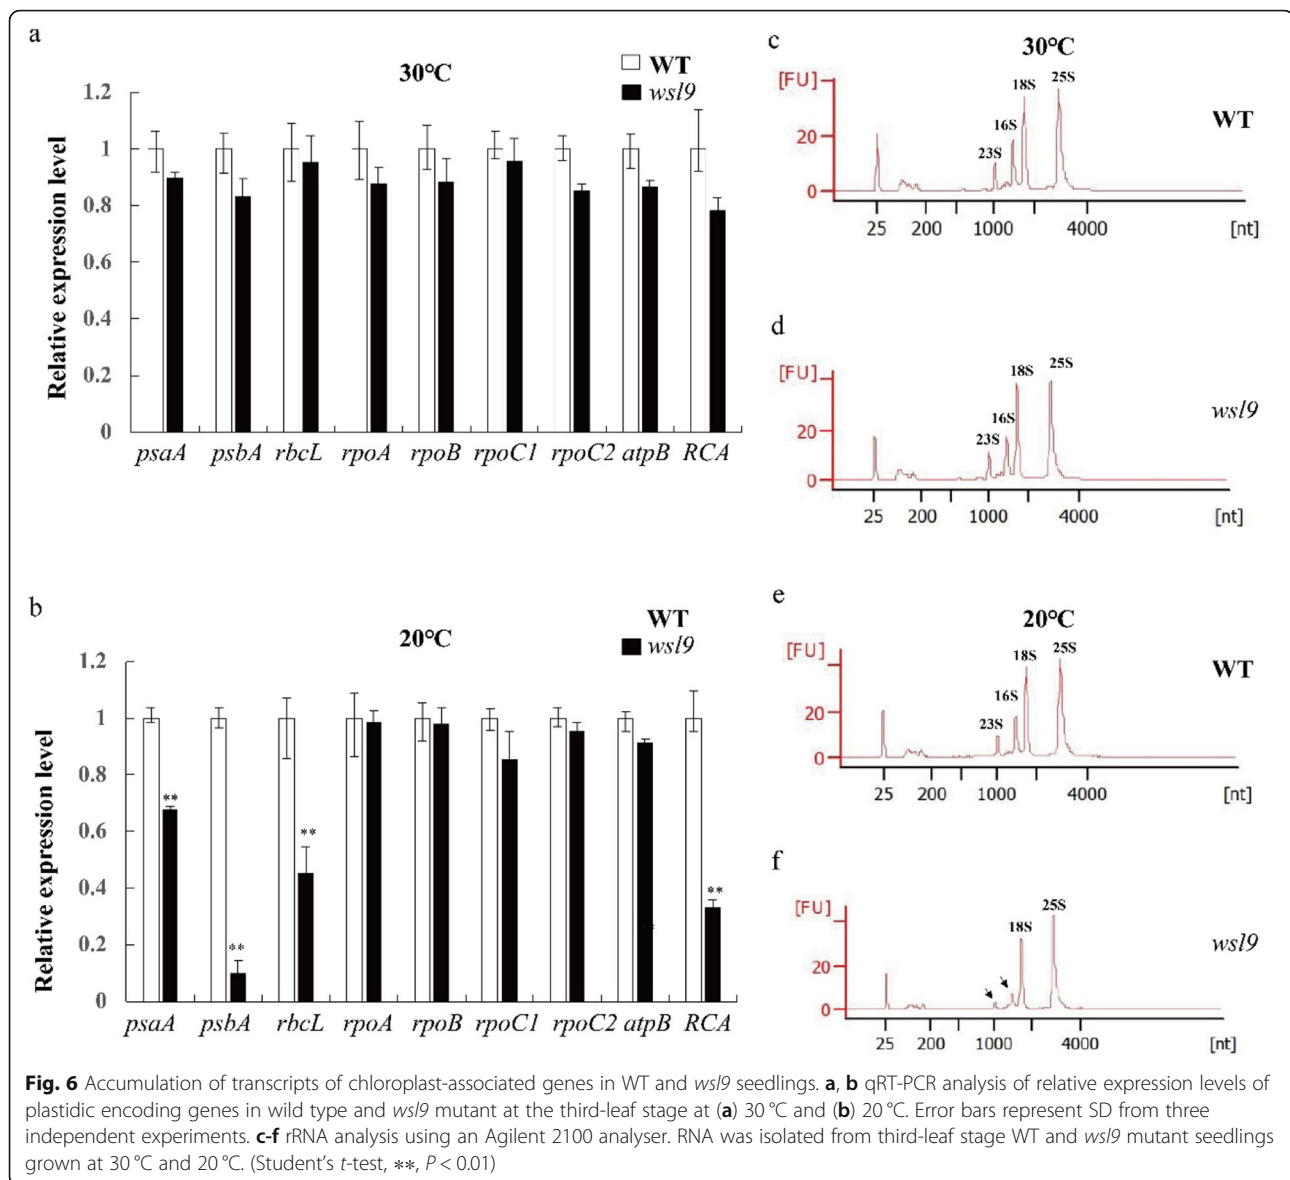 a
30°C
WT
wsl9
Relative expression level
1.2
1
0.8
0.6
0.4
0.2
0
psaA psbA rbcL rpoA rpoB rpoC1 rpoC2 atpB RCA
b
20°C
WT
wsl9
Relative expression level
1.2
1
0.8
0.6
0.4
0.2
0
** ** ** **
psaA psbA rbcL rpoA rpoB rpoC1 rpoC2 atpB RCA
c
30°C
WT
[FU]
20
0
23S 16S 18S 25S
25 200 1000 4000 [nt]
d
wsl9
[FU]
20
0
23S 16S 18S 25S
25 200 1000 4000 [nt]
e
20°C
WT
[FU]
20
0
23S 16S 18S 25S
25 200 1000 4000 [nt]
f
wsl9
[FU]
20
0
18S 25S
25 200 1000 4000 [nt]
Fig. 6 Accumulation of transcripts of chloroplast-associated genes in WT and wsl9 seedlings. a, b qRT-PCR analysis of relative expression levels of
plastidic encoding genes in wild type and wsl9 mutant at the third-leaf stage at (a) 30 °C and (b) 20 °C. Error bars represent SD from three
independent experiments. c-f rRNA analysis using an Agilent 2100 analyser. RNA was isolated from third-leaf stage WT and wsl9 mutant seedlings
grown at 30 °C and 20 °C. (Student's t-test, **, P < 0.01)